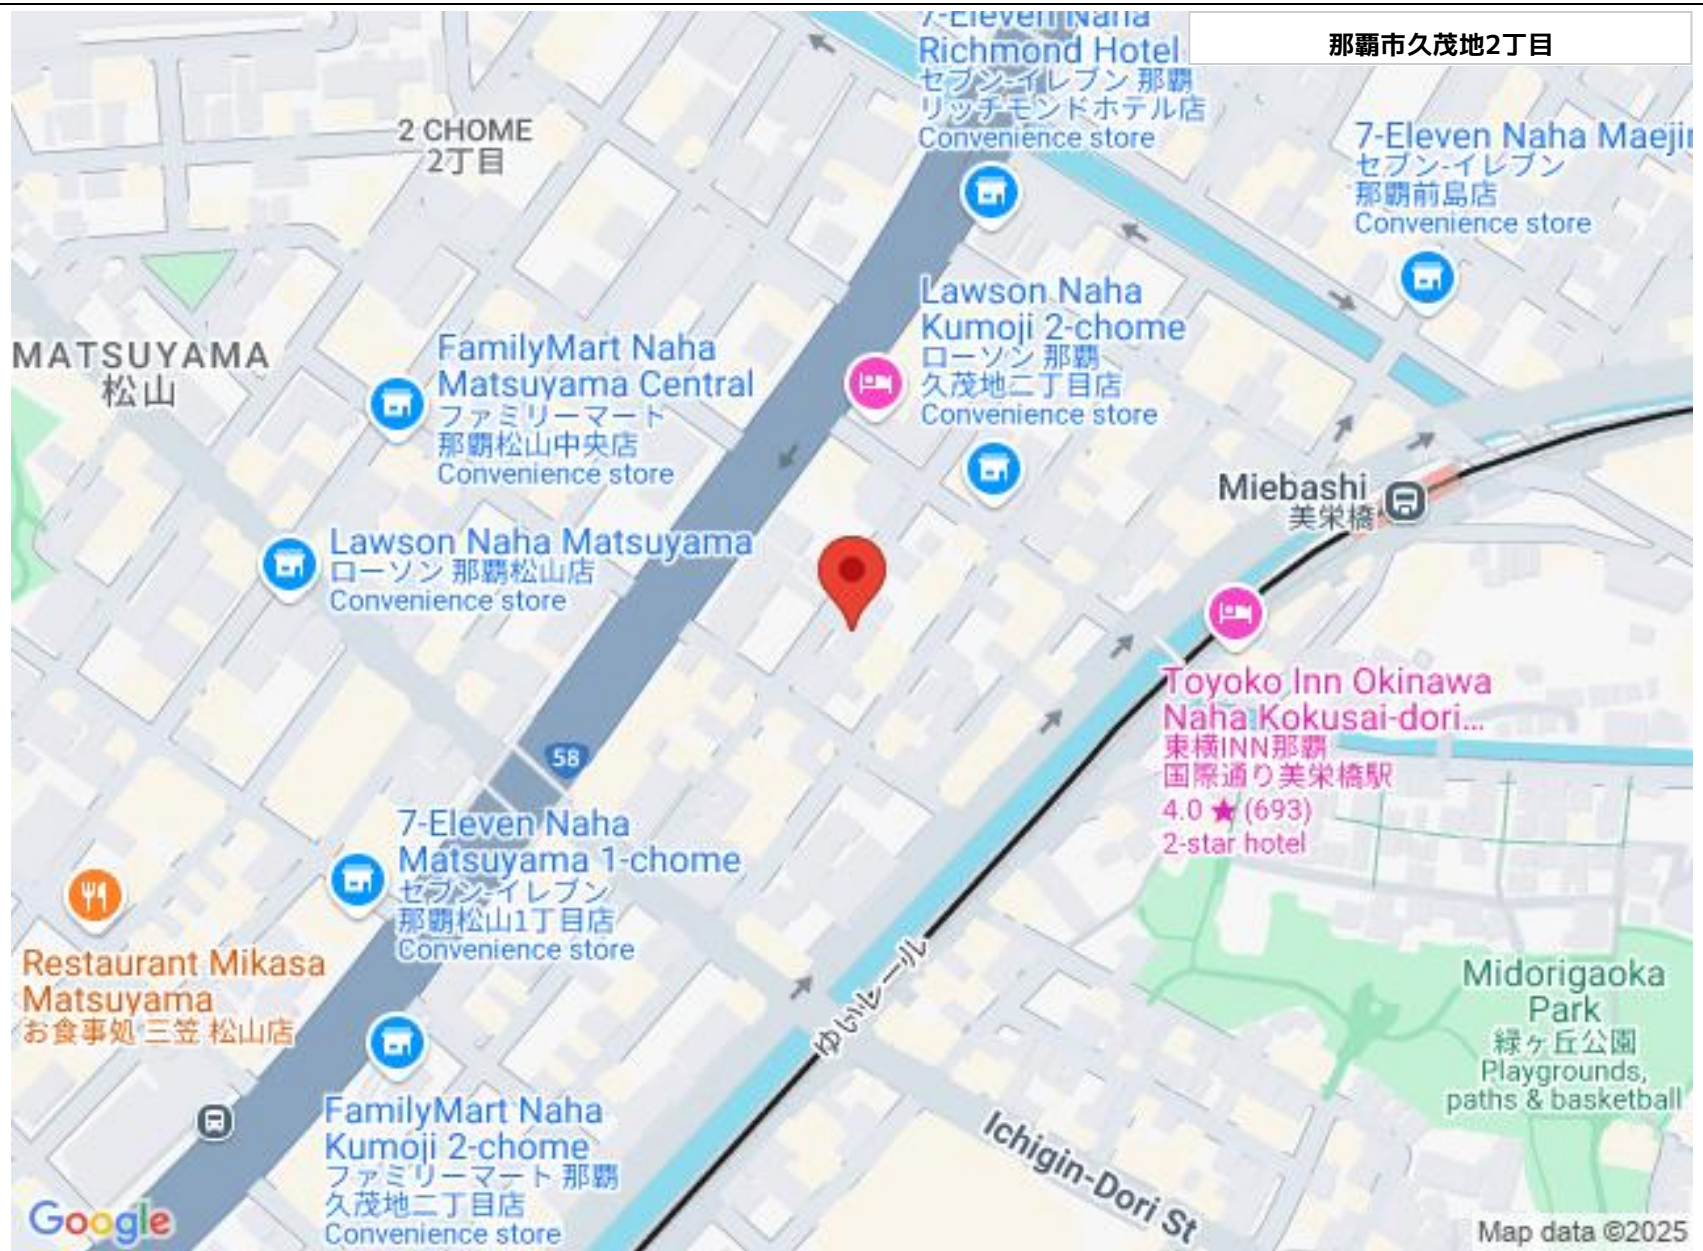 7-Eleven Naha
Richmond Hotel
セブン-イレブン 那覇
リッチモンドホテル店
Convenience store
那覇市久茂地2丁目
2 CHOME
2丁目
7-Eleven Naha Maeji
セブン-イレブン
那覇前島店
Convenience store
Lawson Naha
Kumoji 2-chome
ローソン 那覇
久茂地二丁目店
Convenience store
MATSUYAMA
松山
FamilyMart Naha
Matsuyama Central
ファミリーマート
那覇松山中央店
Convenience store
Miebashi
美栄橋
Lawson Naha Matsuyama
ローソン 那覇松山店
Convenience store
Toyoko Inn Okinawa
Naha Kokusai-dori...
東横INN那覇
国際通り美栄橋駅
4.0 ★ (693)
2-star hotel
58
7-Eleven Naha
Matsuyama 1-chome
セブン-イレブン
那覇松山1丁目店
Convenience store
Restaurant Mikasa
Matsuyama
お食事処 三笠 松山店
ゆいレール
Midorigaoka
Park
緑ヶ丘公園
Playgrounds,
paths & basketball
FamilyMart Naha
Kumoji 2-chome
ファミリーマート 那覇
久茂地二丁目店
Convenience store
Ichigin-Dori St
Google
Map data ©2025